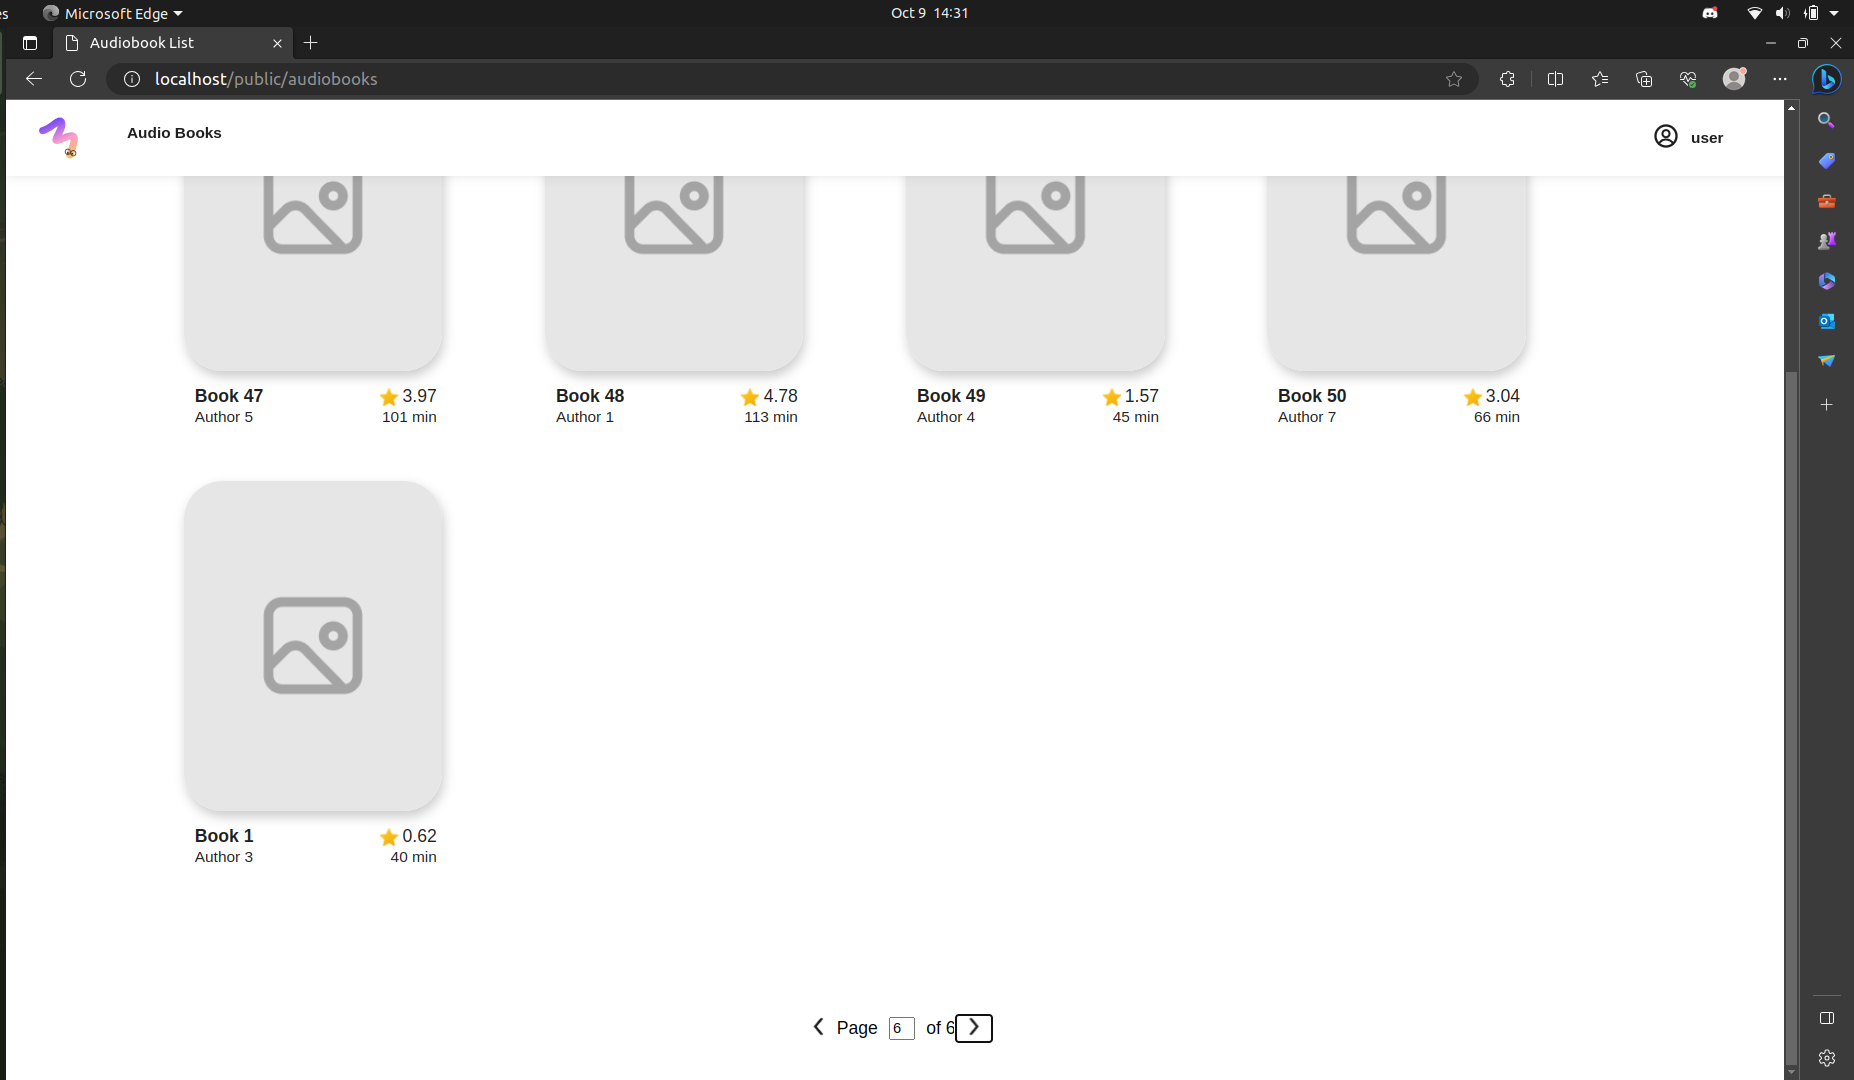 es
Microsoft Edge
Oct 9 14:31
Audiobook List
localhost/public/audiobooks
Audio Books
user
Book 47 3.97
Author 5 101 min
Book 48 4.78
Author 1 113 min
Book 49 1.57
Author 4 45 min
Book 50 3.04
Author 7 66 min
Book 1 0.62
Author 3 40 min
Page 6 of 6